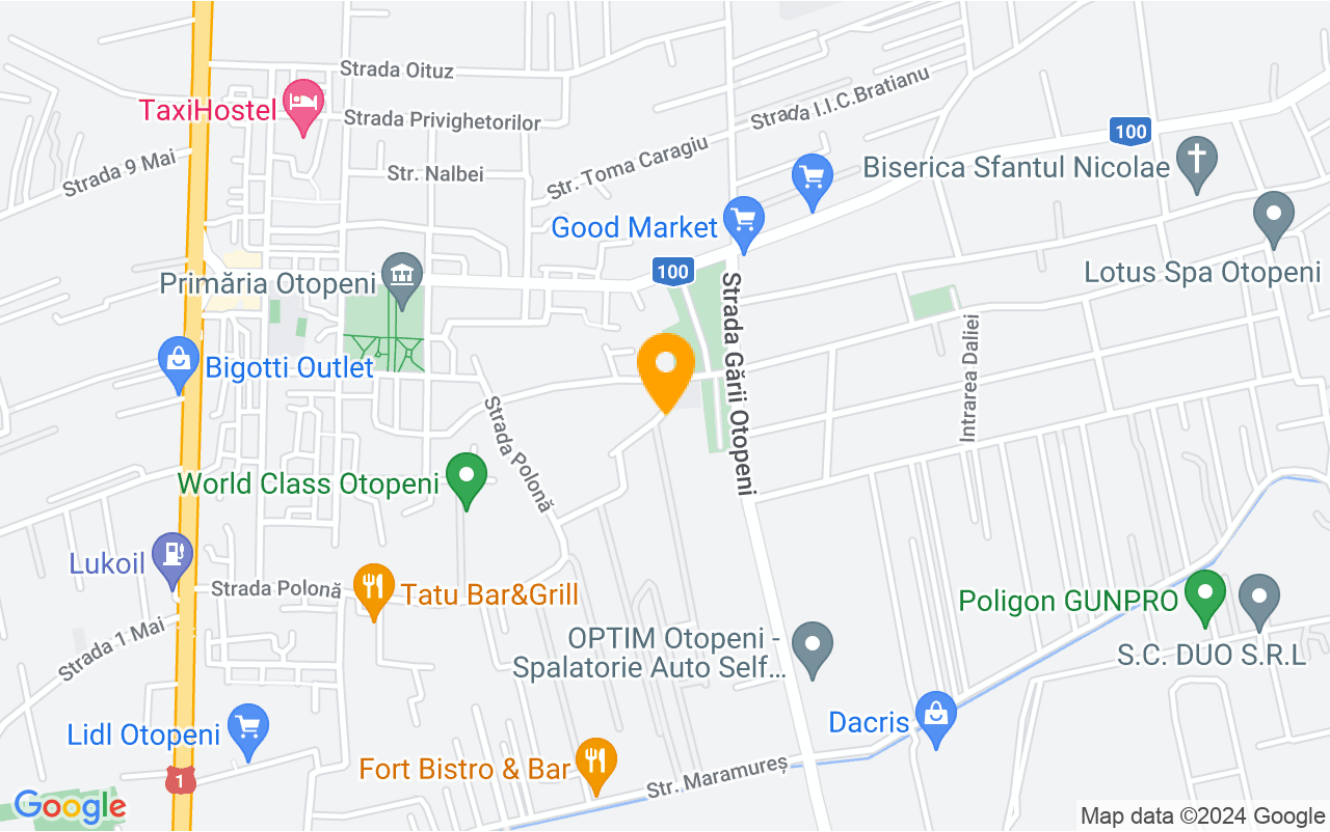 Strada Oituz
TaxiHostel
Strada Privighetorilor
Strada I.I.C.Bratianu
100
Strada 9 Mai
Str. Nalbei
Str. Toma Caragiu
Biserica Sfantul Nicolae
Good Market
100
Primăria Otopeni
Lotus Spa Otopeni
Strada Gării Otopeni
Intrarea Daliei
Bigotti Outlet
Strada Polonă
World Class Otopeni
Lukoil
Strada Polonă
Tatu Bar&Grill
Poligon GUNPRO
Strada 1 Mai
OPTIM Otopeni -
Spalatorie Auto Self...
S.C. DUO S.R.L
Lidl Otopeni
Dacris
Fort Bistro & Bar
Str. Maramureș
1
Google
Map data ©2024 Google